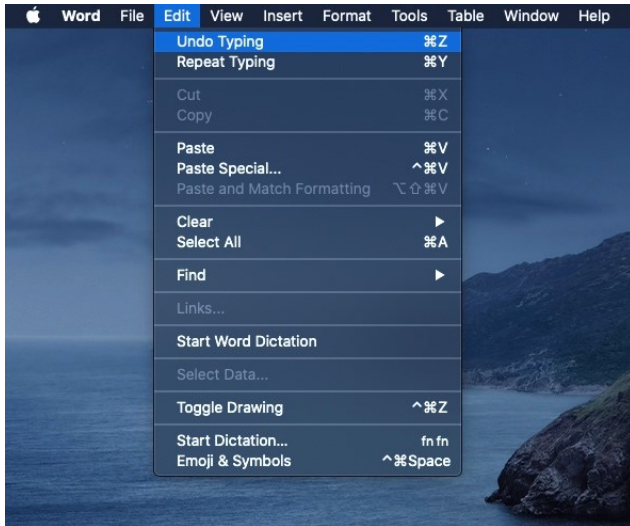 Word File Edit View Insert Format Tools Table Window Help
Undo Typing ⌘Z
Repeat Typing ⌘Y
Cut ⌘X
Copy ⌘C
Paste ⌘V
Paste Special... ^⌘V
Paste and Match Formatting ⌥⇧⌘V
Clear ▶
Select All ⌘A
Find ▶
Links...
Start Word Dictation
Select Data...
Toggle Drawing ^⌘Z
Start Dictation... fn fn
Emoji & Symbols ^⌘Space